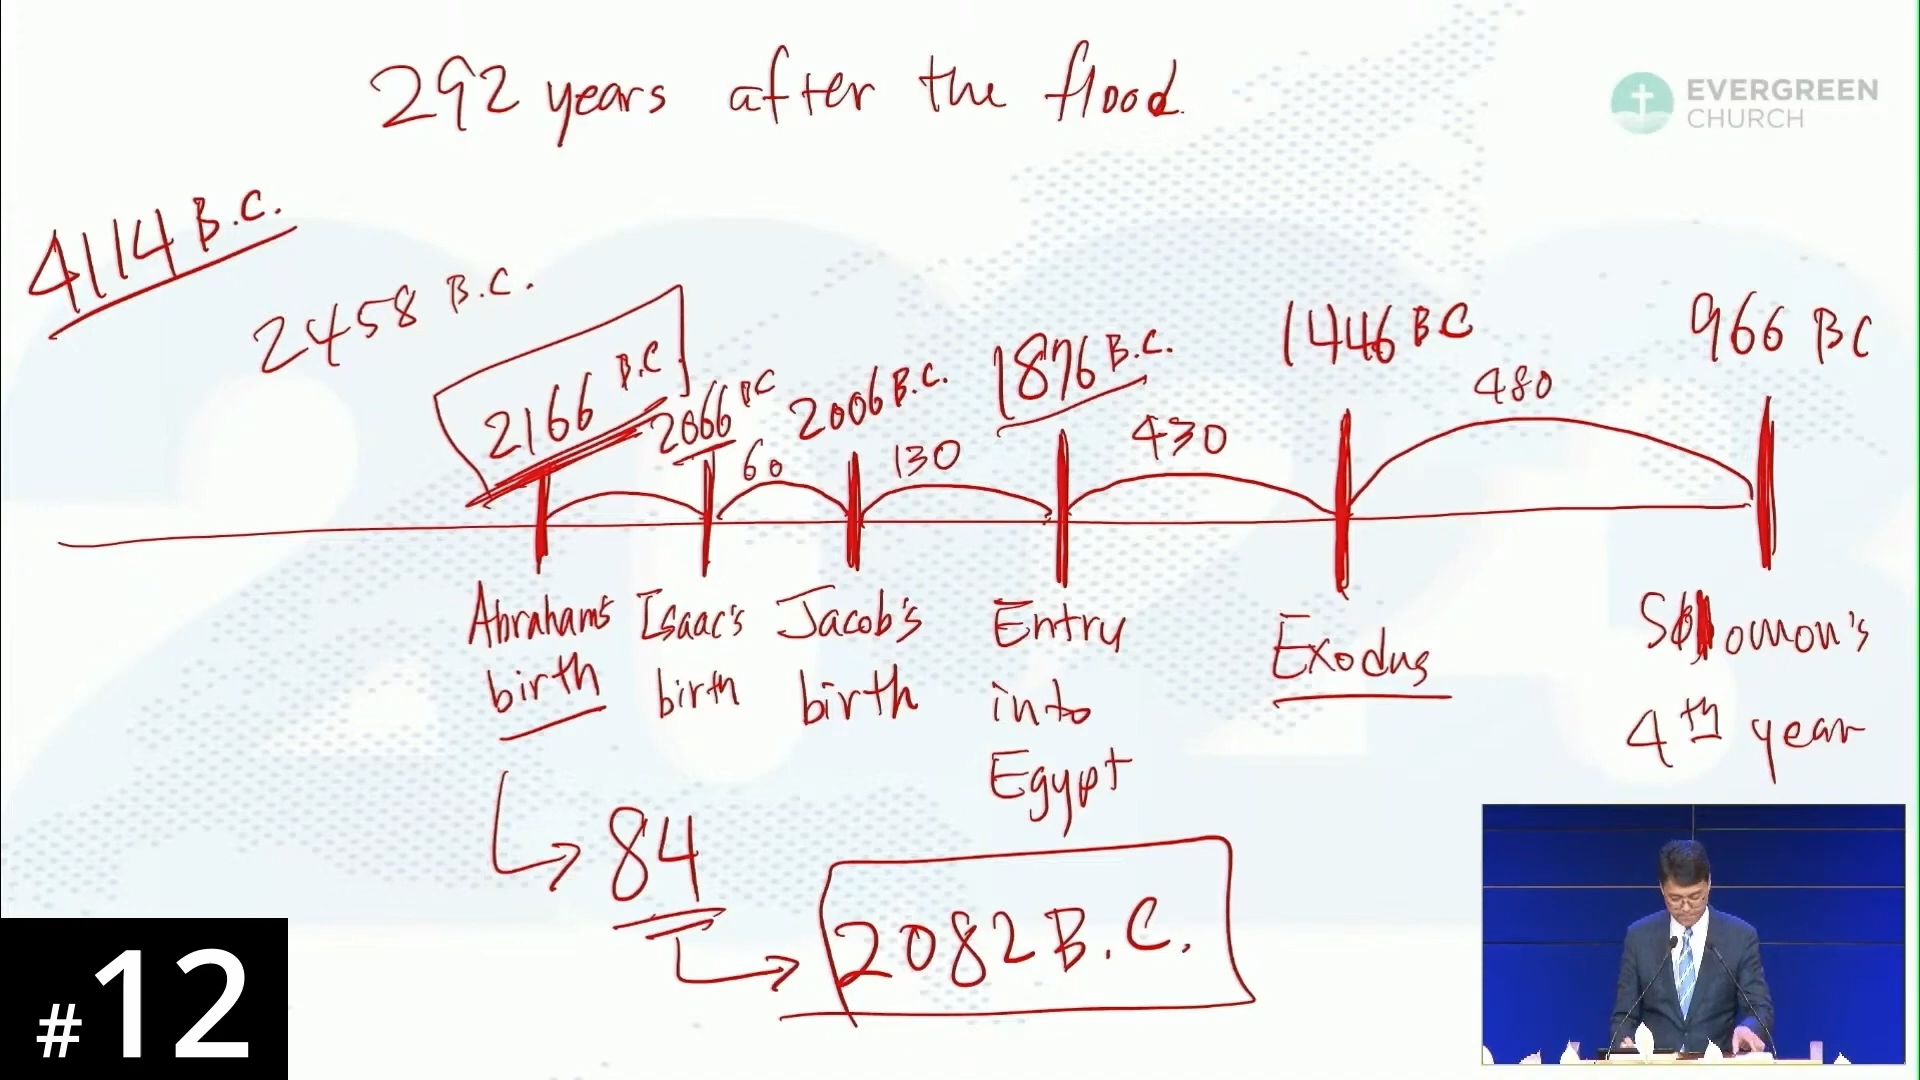 292 years after the flood.
EVERGREEN
CHURCH
4114 B.C.
2458 B.C.
2166 B.C
2066 BC
2006 B.C.
1876 B.C.
1446 BC
966 BC
60
130
430
480
Abraham's
birth
Isaac's
birth
Jacob's
birth
Entry
into
Egypt
Exodus
Solomon's
4th year
84
2082 B.C.
#12